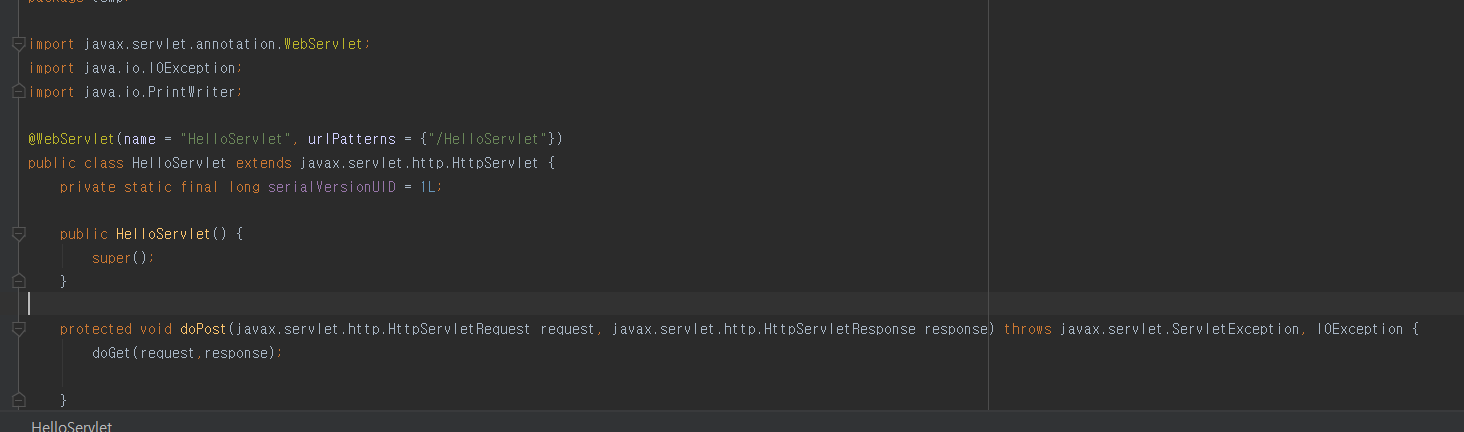 import javax.servlet.annotation.WebServlet;
import java.io.IOException;
import java.io.PrintWriter;
@WebServlet(name = "HelloServlet", urlPatterns = {"/HelloServlet"})
public class HelloServlet extends javax.servlet.http.HttpServlet {
private static final long serialVersionUID = 1L;
public HelloServlet() {
super();
}
protected void doPost(javax.servlet.http.HttpServletRequest request, javax.servlet.http.HttpServletResponse response) throws javax.servlet.ServletException, IOException {
doGet(request,response);
}
HelloServlet